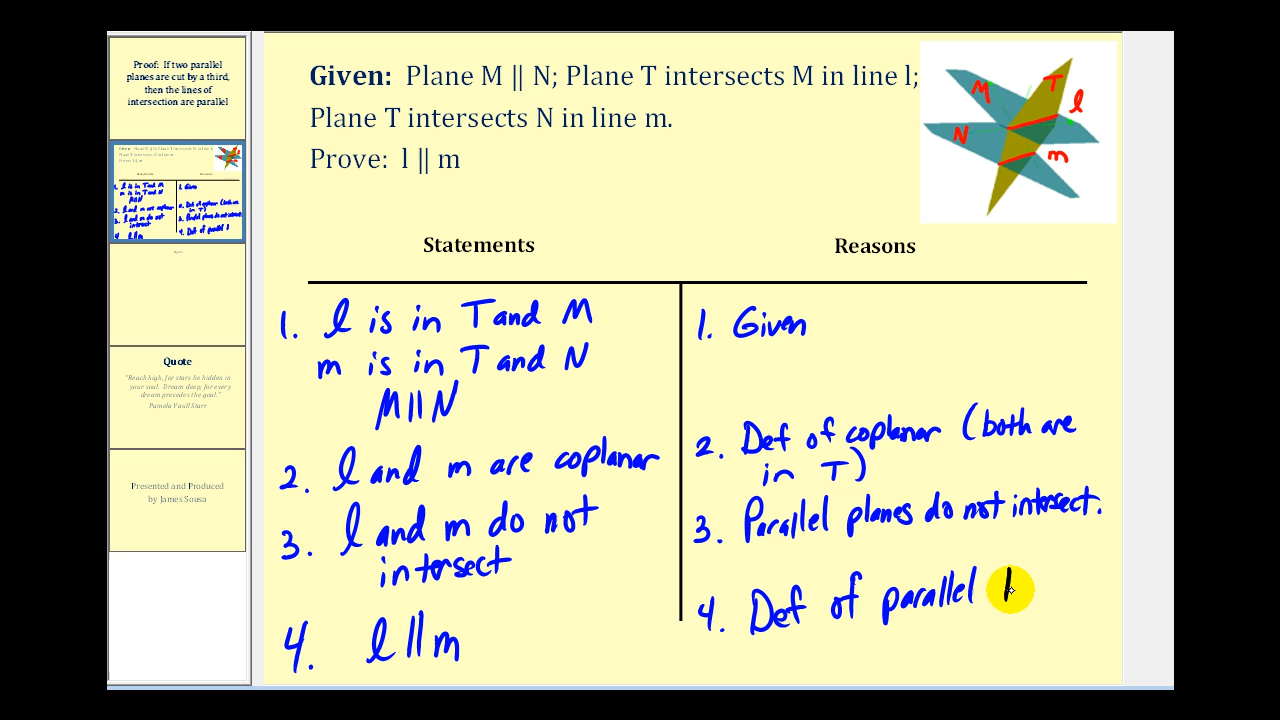 Proof: If two parallel
planes are cut by a third,
then the lines of
intersection are parallel
Given: Plane M || N; Plane T intersects M in line l;
Plane T intersects N in line m.
Prove: l || m
Statements
Reasons
1. l is in T and M
m is in T and N
M || N
2. l and m are coplanar
3. l and m do not
intersect
4. l || m
1. Given
2. Def of coplanar (both are
in T)
3. Parallel planes do not intersect.
4. Def of parallel l
Quote
"Reach high, for stars lie hidden in
your soul. Dream deep, for every
dream precedes the goal."
Pamela Vaull Starr
Presented and Produced
by James Sousa
M
T
l
N
m